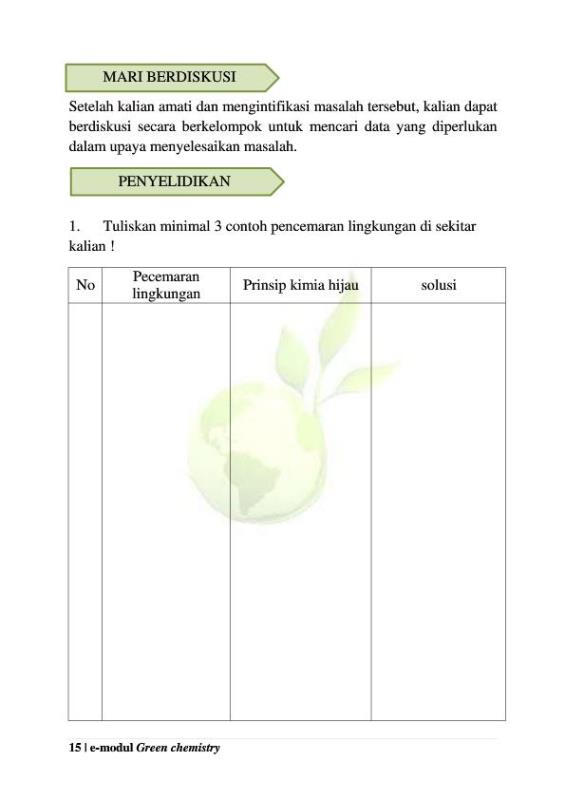 MARI BERDISKUSI
Setelah kalian amati dan mengintifikasi masalah tersebut, kalian dapat
berdiskusi secara berkelompok untuk mencari data yang diperlukan
dalam upaya menyelesaikan masalah.
PENYELIDIKAN
1. Tuliskan minimal 3 contoh pencemaran lingkungan di sekitar
kalian !
No
Pecemaran
lingkungan
Prinsip kimia hijau
solusi
15 | e-modul Green chemistry